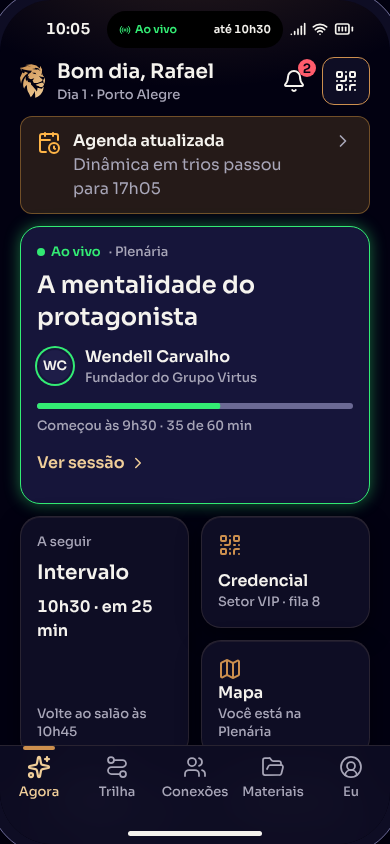 10:05
Ao vivo
até 10h30
Bom dia, Rafael
Dia 1 · Porto Alegre
2
Agenda atualizada
Dinâmica em trios passou
para 17h05
Ao vivo · Plenária
A mentalidade do
protagonista
WC
Wendell Carvalho
Fundador do Grupo Virtus
Começou às 9h30 · 35 de 60 min
Ver sessão
A seguir
Intervalo
10h30 · em 25
min
Volte ao salão às
10h45
Credencial
Setor VIP · fila 8
Mapa
Você está na
Plenária
Agora
Trilha
Conexões
Materiais
Eu